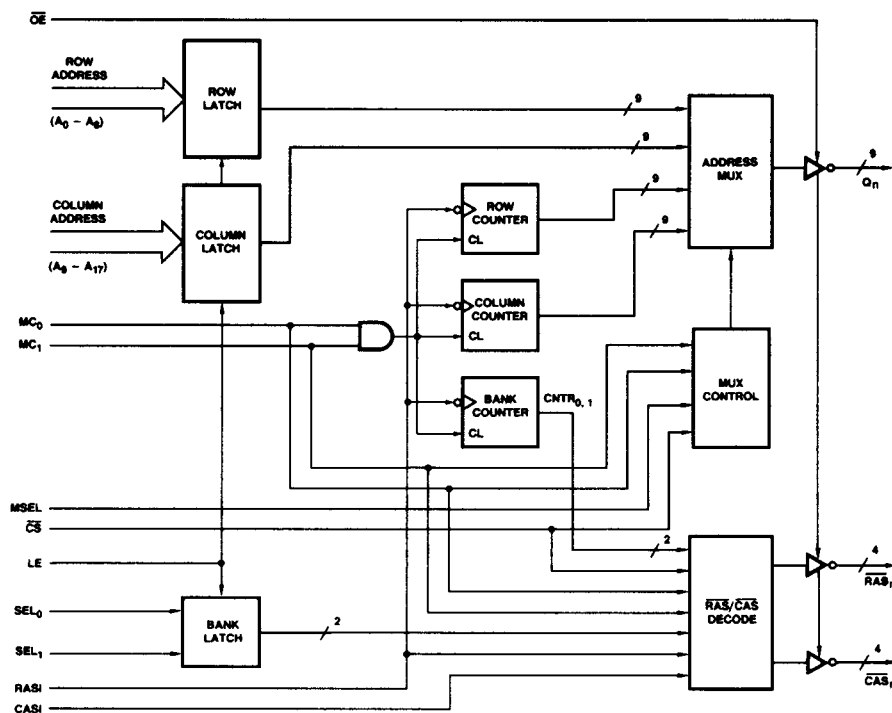 OE
ROW
ADDRESS
(A0 – A8)
ROW
LATCH
9
9
ADDRESS
MUX
9
Qn
COLUMN
ADDRESS
(A9 – A17)
COLUMN
LATCH
ROW
COUNTER
CL
9
9
COLUMN
COUNTER
CL
MC0
MC1
MUX
CONTROL
BANK
COUNTER
CL
CNTR0, 1
MSEL
CS
LE
2
RAS/CAS
DECODE
4
RAS
SEL0
SEL1
BANK
LATCH
2
4
CAS
RASI
CASI